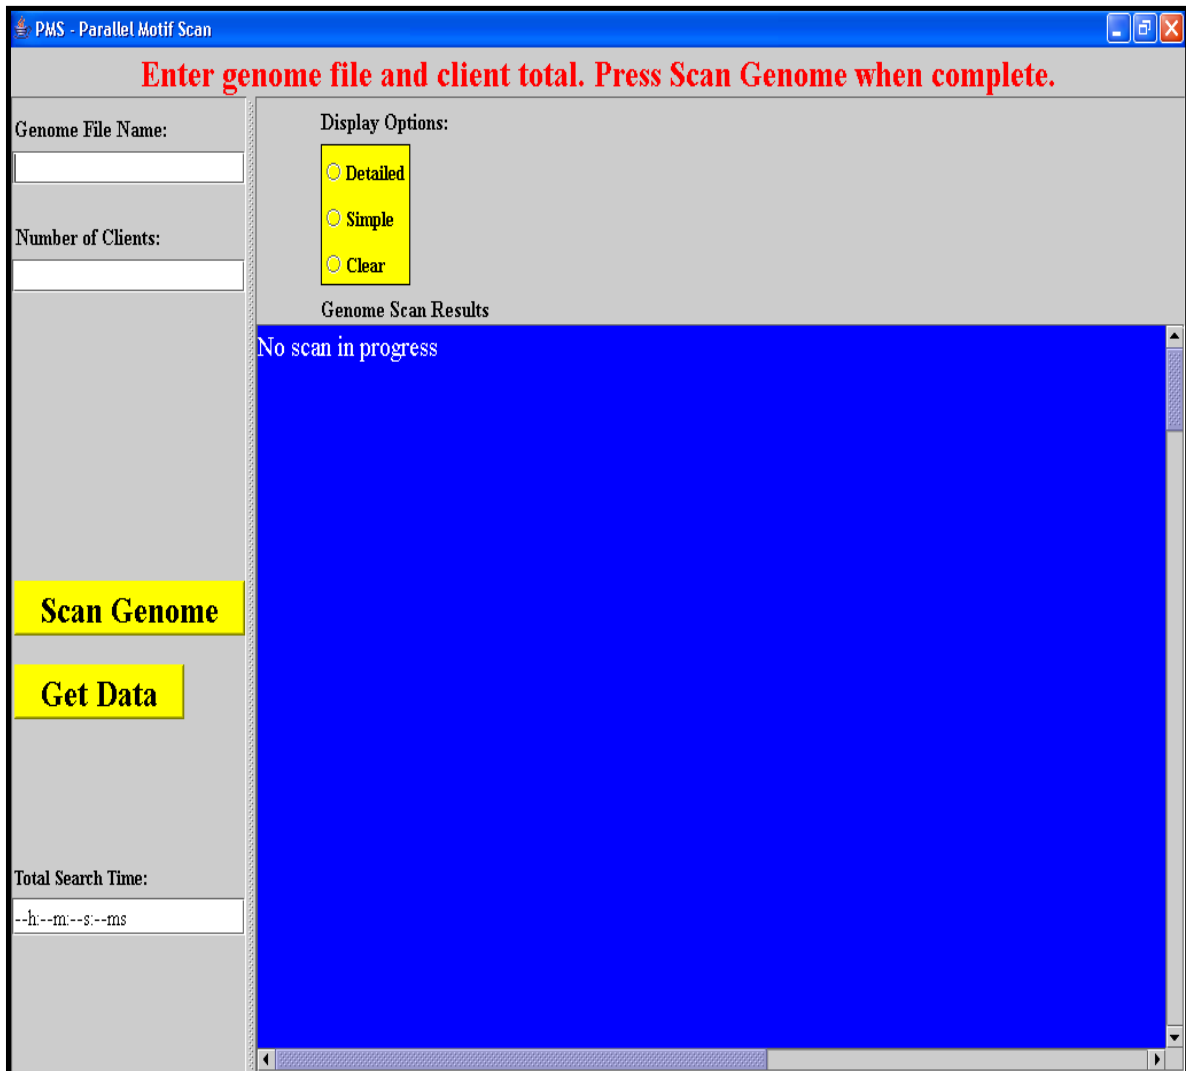 PMS - Parallel Motif Scan
Enter genome file and client total. Press Scan Genome when complete.
Genome File Name:
Number of Clients:
Scan Genome
Get Data
Total Search Time:
--h:--m:--s:--ms
Display Options:
Detailed
Simple
Clear
Genome Scan Results
No scan in progress